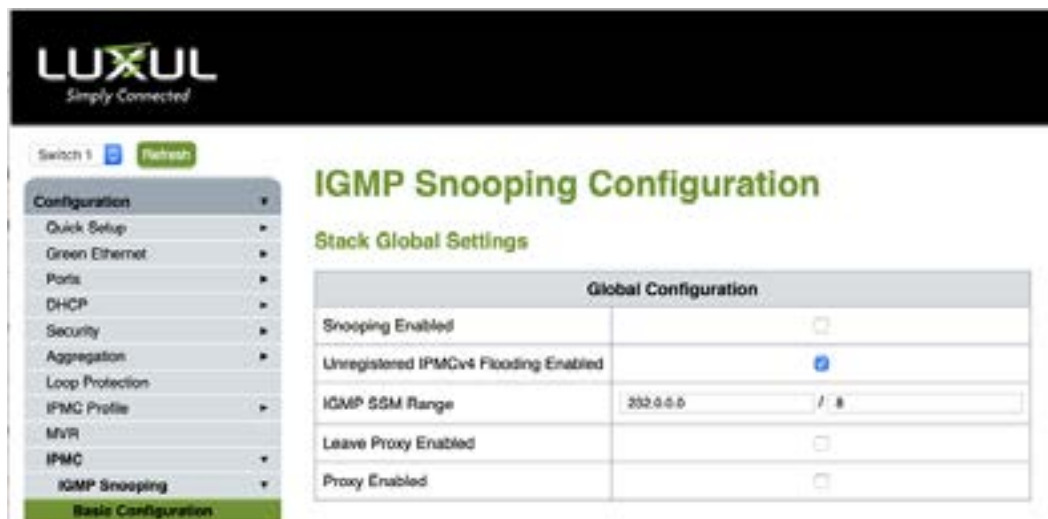 LUXUL
Simply Connected
Switch 1
Refresh
Configuration
Quick Setup
Green Ethernet
Ports
DHCP
Security
Aggregation
Loop Protection
IPMC Profile
MVR
IPMC
IGMP Snooping
Basic Configuration
IGMP Snooping Configuration
Stack Global Settings
Global Configuration
Snooping Enabled
Unregistered IPMCv4 Flooding Enabled
IGMP SSM Range 232.0.0.0 / 8
Leave Proxy Enabled
Proxy Enabled